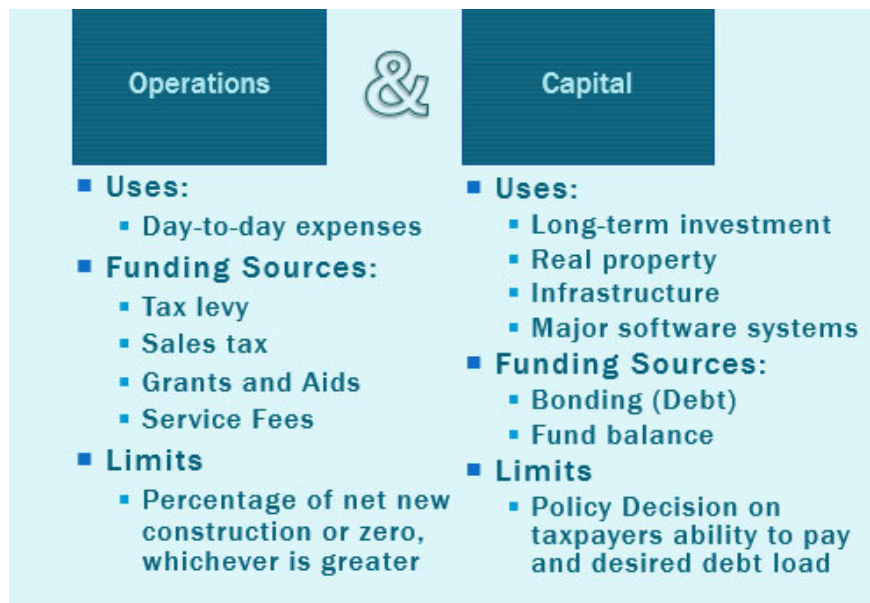 Operations
&
Capital
Uses:
Day-to-day expenses
Funding Sources:
Tax levy
Sales tax
Grants and Aids
Service Fees
Limits
Percentage of net new
construction or zero,
whichever is greater
Uses:
Long-term investment
Real property
Infrastructure
Major software systems
Funding Sources:
Bonding (Debt)
Fund balance
Limits
Policy Decision on
taxpayers ability to pay
and desired debt load